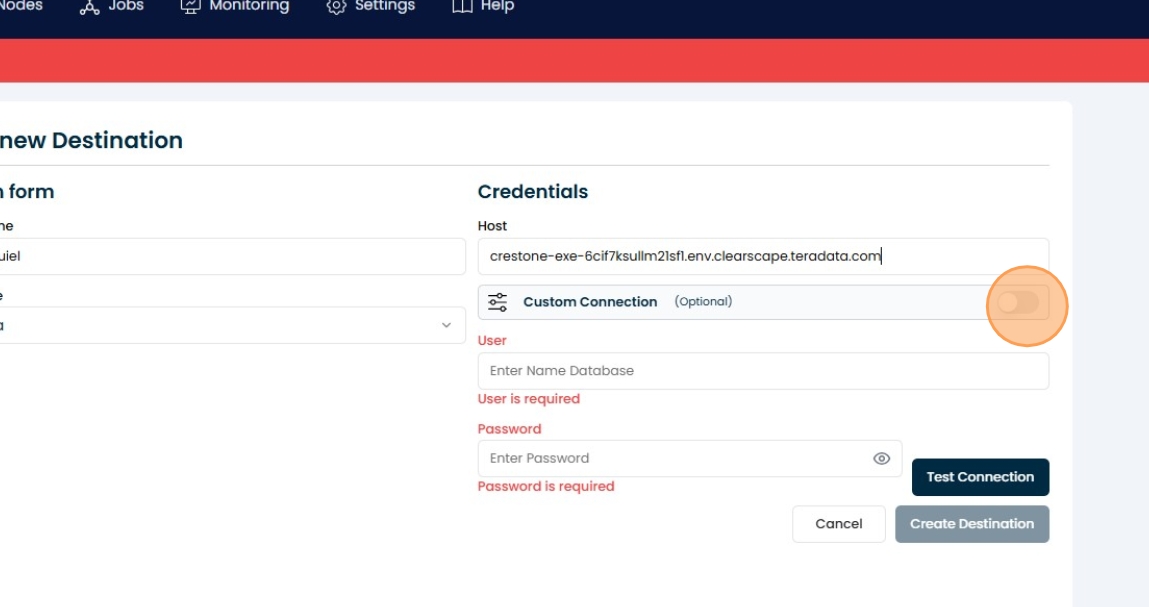 Nodes Jobs Monitoring Settings Help
new Destination
form
Credentials
Host
crestone-exe-6cif7ksullm21sf1.env.clearscape.teradata.com
Custom Connection (Optional)
User
Enter Name Database
User is required
Password
Enter Password
Password is required
Test Connection
Cancel Create Destination